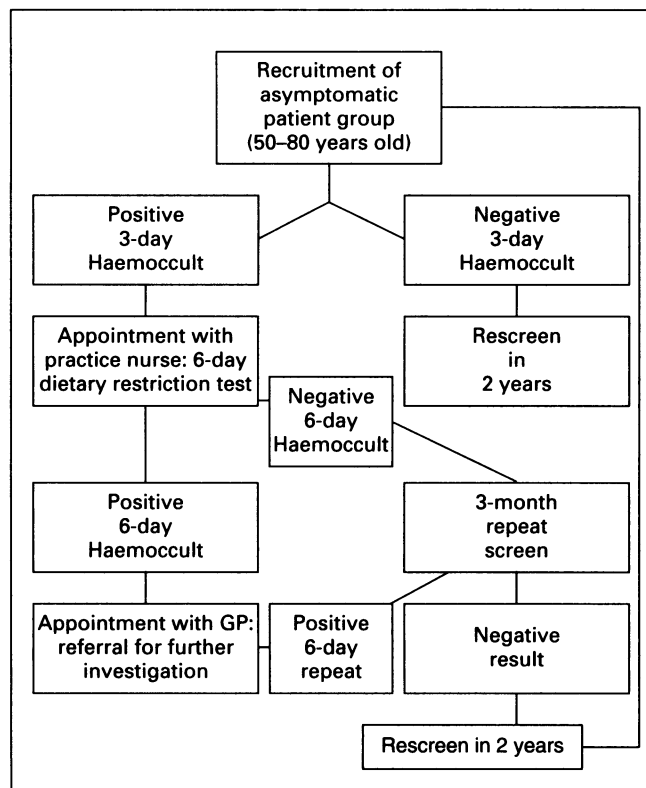 Recruitment of
asymptomatic
patient group
(50–80 years old)
Positive
3-day
Haemoccult
Negative
3-day
Haemoccult
Appointment with
practice nurse: 6-day
dietary restriction test
Rescreen
in
2 years
Negative
6-day
Haemoccult
Positive
6-day
Haemoccult
3-month
repeat
screen
Appointment with GP:
referral for further
investigation
Positive
6-day
repeat
Negative
result
Rescreen in 2 years